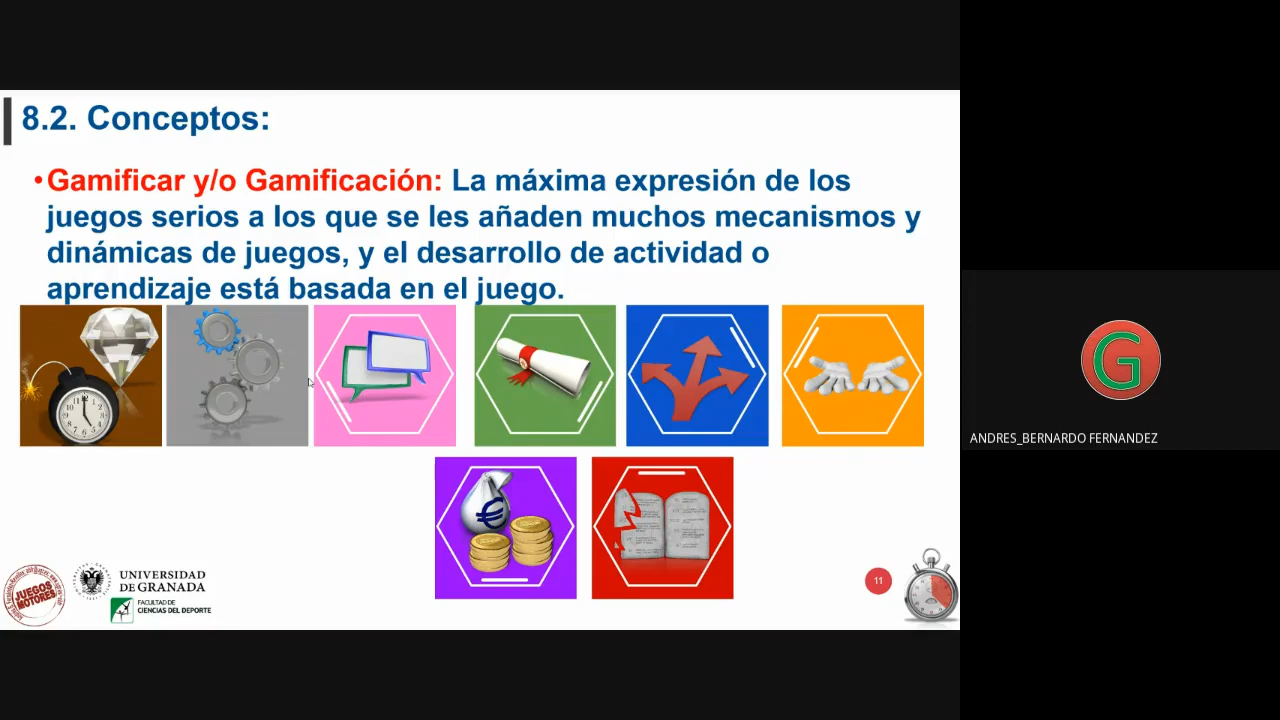 8.2. Conceptos:
•Gamificar y/o Gamificación: La máxima expresión de los
juegos serios a los que se les añaden muchos mecanismos y
dinámicas de juegos, y el desarrollo de actividad o
aprendizaje está basada en el juego.
G
ANDRES_BERNARDO FERNANDEZ
JUEGOS
MOTORES
UNIVERSIDAD
DE GRANADA
FACULTAD DE
CIENCIAS DEL DEPORTE
11